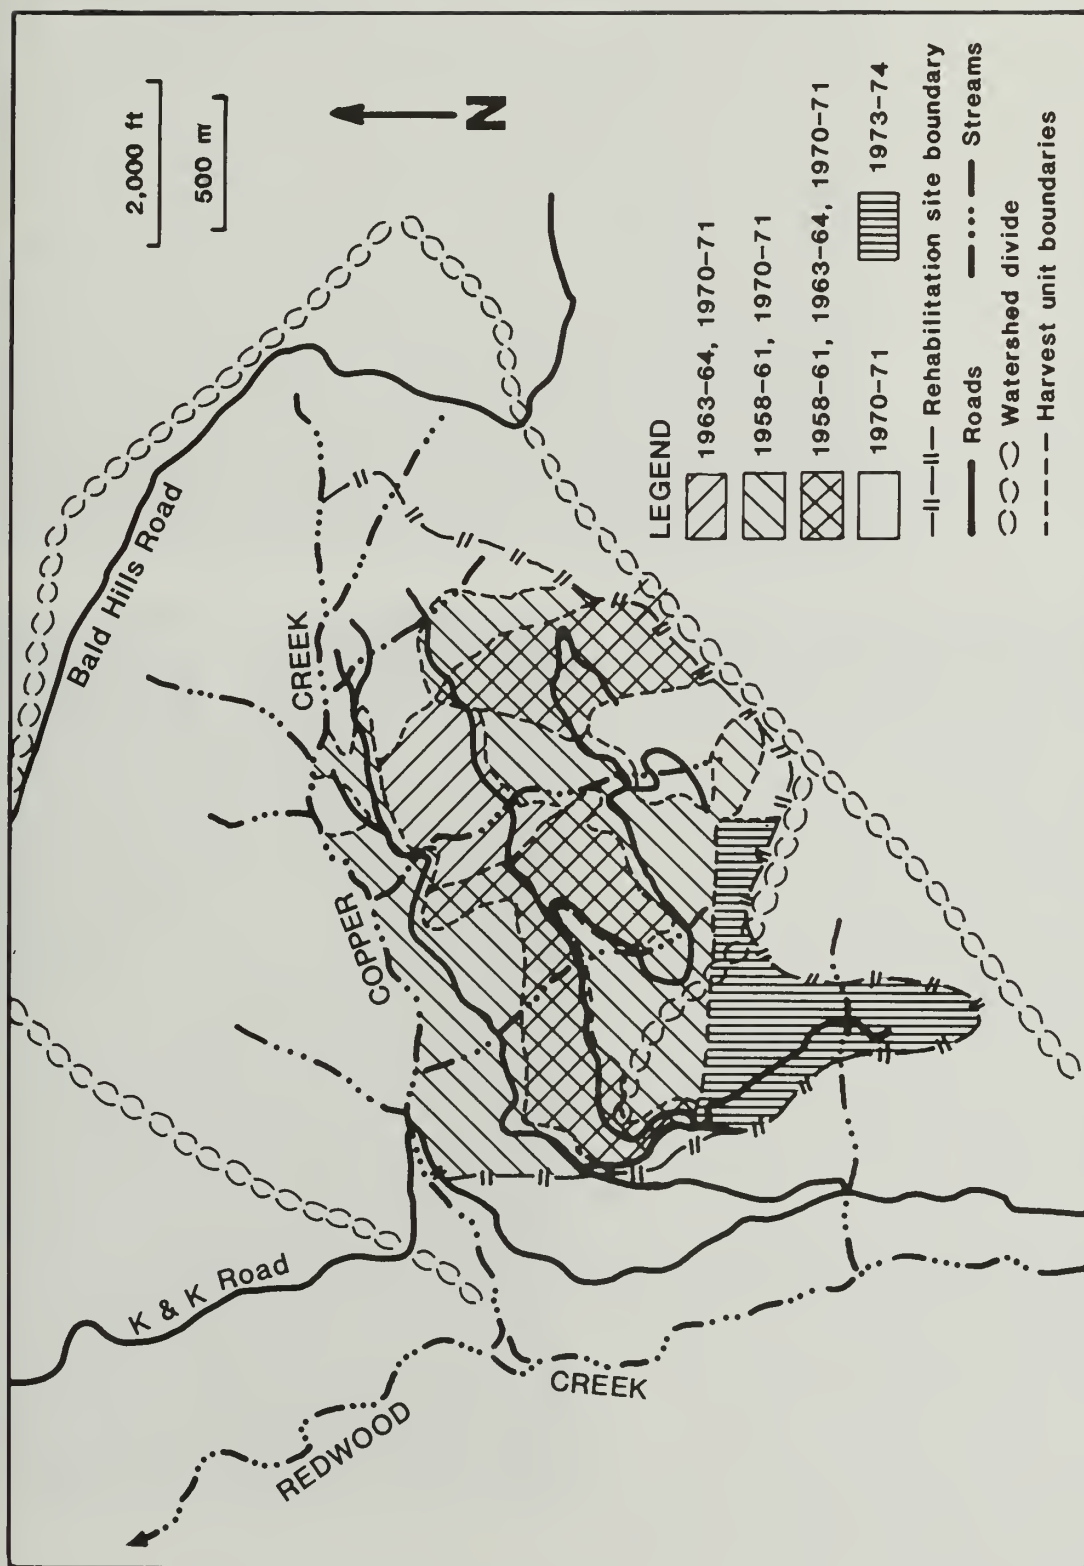 2,000 ft
500 m
N
Bald Hills Road
CREEK
COPPER
K & K Road
REDWOOD
CREEK
LEGEND
1963-64, 1970-71
1958-61, 1970-71
1958-61, 1963-64, 1970-71
1970-71
1973-74
Rehabilitation site boundary
Roads
Streams
Watershed divide
Harvest unit boundaries